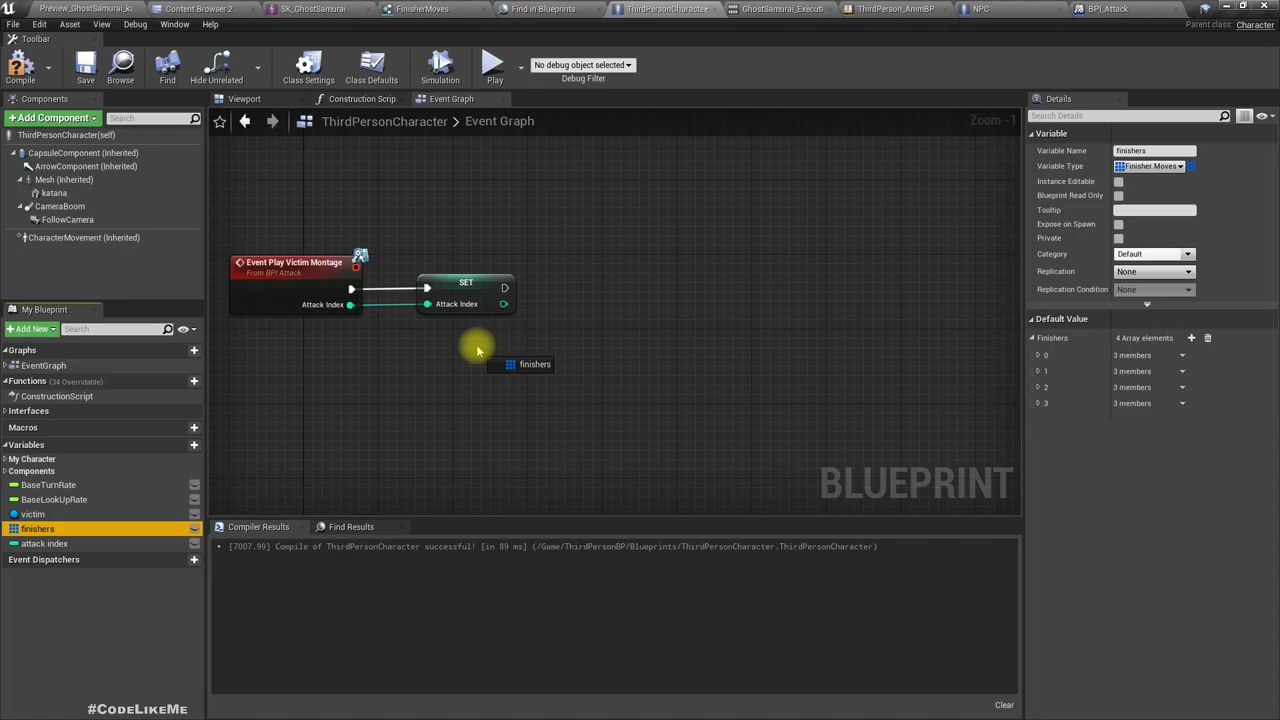 Preview_GhostSamurai_ka
Content Browser 2
SK_GhostSamurai
FinisherMoves
Find in Blueprints
ThirdPersonCharacte
GhostSamurai_Executi
ThirdPerson_AnimBP
NPC
BPI_Attack
File Edit Asset View Debug Window Help
Parent class: Character
Toolbar
Compile
Save
Browse
Find
Hide Unrelated
Class Settings
Class Defaults
Simulation
Play
No debug object selected
Debug Filter
Components
+ Add Component
Search
ThirdPersonCharacter(self)
CapsuleComponent (Inherited)
ArrowComponent (Inherited)
Mesh (Inherited)
katana
CameraBoom
FollowCamera
CharacterMovement (Inherited)
My Blueprint
+ Add New
Search
Graphs
EventGraph
Functions (34 Overridable)
ConstructionScript
Interfaces
Macros
Variables
My Character
Components
BaseTurnRate
BaseLookUpRate
victim
finishers
attack index
Event Dispatchers
#CODELIKEME
Viewport
Construction Scrip
Event Graph
ThirdPersonCharacter > Event Graph
Zoom -1
Event Play Victim Montage
From BPI Attack
Attack Index
SET
Attack Index
finishers
BLUEPRINT
Compiler Results
Find Results
[7007.99] Compile of ThirdPersonCharacter successful! [in 89 ms] (/Game/ThirdPersonBP/Blueprints/ThirdPersonCharacter.ThirdPersonCharacter)
Clear
Details
Search Details
Variable
Variable Name finishers
Variable Type Finisher Moves
Instance Editable
Blueprint Read Only
Tooltip
Expose on Spawn
Private
Category Default
Replication None
Replication Condition None
Default Value
Finishers 4 Array elements
0 3 members
1 3 members
2 3 members
3 3 members